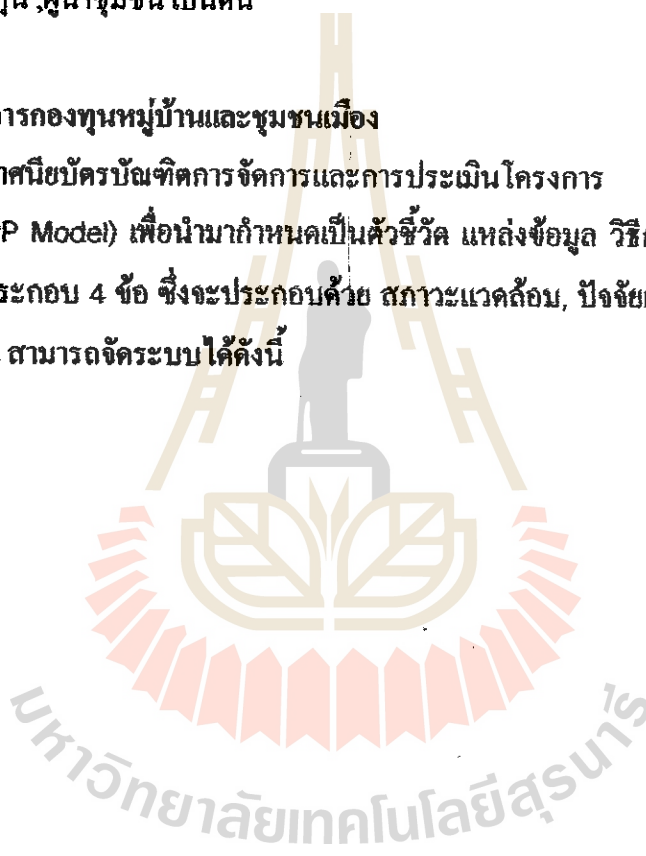 ผู้นำชุมชน เป็นต้น
ารกองทุนหมู่บ้านและชุมชนเมือง
าศนียบัตรบัณฑิตการจัดการและการประเมินโครงการ
P Model) เพื่อนำมากำหนดเป็นตัวชี้วัด แหล่งข้อมูล วิธีก
ระกอบ 4 ข้อ ซึ่งจะประกอบด้วย สภาวะแวดล้อม, ปัจจัย
สามารถจัดระบบได้ดังนี้
มหาวิทยาลัยเทคโนโลยีสุรนารี